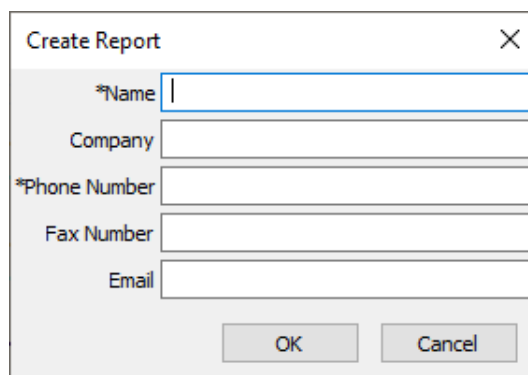 Create Report
*Name
Company
*Phone Number
Fax Number
Email
OK Cancel